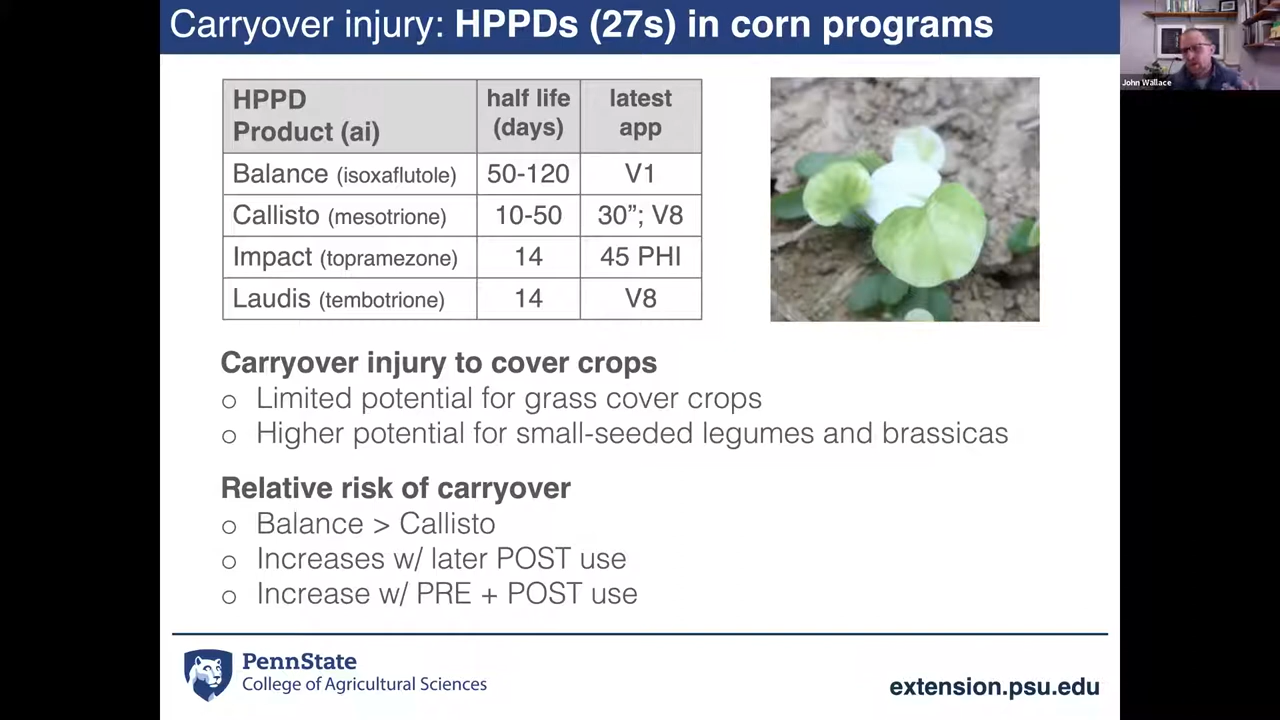 Carryover injury: HPPDs (27s) in corn programs
John Wallace
HPPD
Product (ai)
half life
(days)
latest
app
Balance (isoxaflutole) 50-120 V1
Callisto (mesotrione) 10-50 30”; V8
Impact (topramezone) 14 45 PHI
Laudis (tembotrione) 14 V8
Carryover injury to cover crops
o Limited potential for grass cover crops
o Higher potential for small-seeded legumes and brassicas
Relative risk of carryover
o Balance > Callisto
o Increases w/ later POST use
o Increase w/ PRE + POST use
PennState
College of Agricultural Sciences
extension.psu.edu